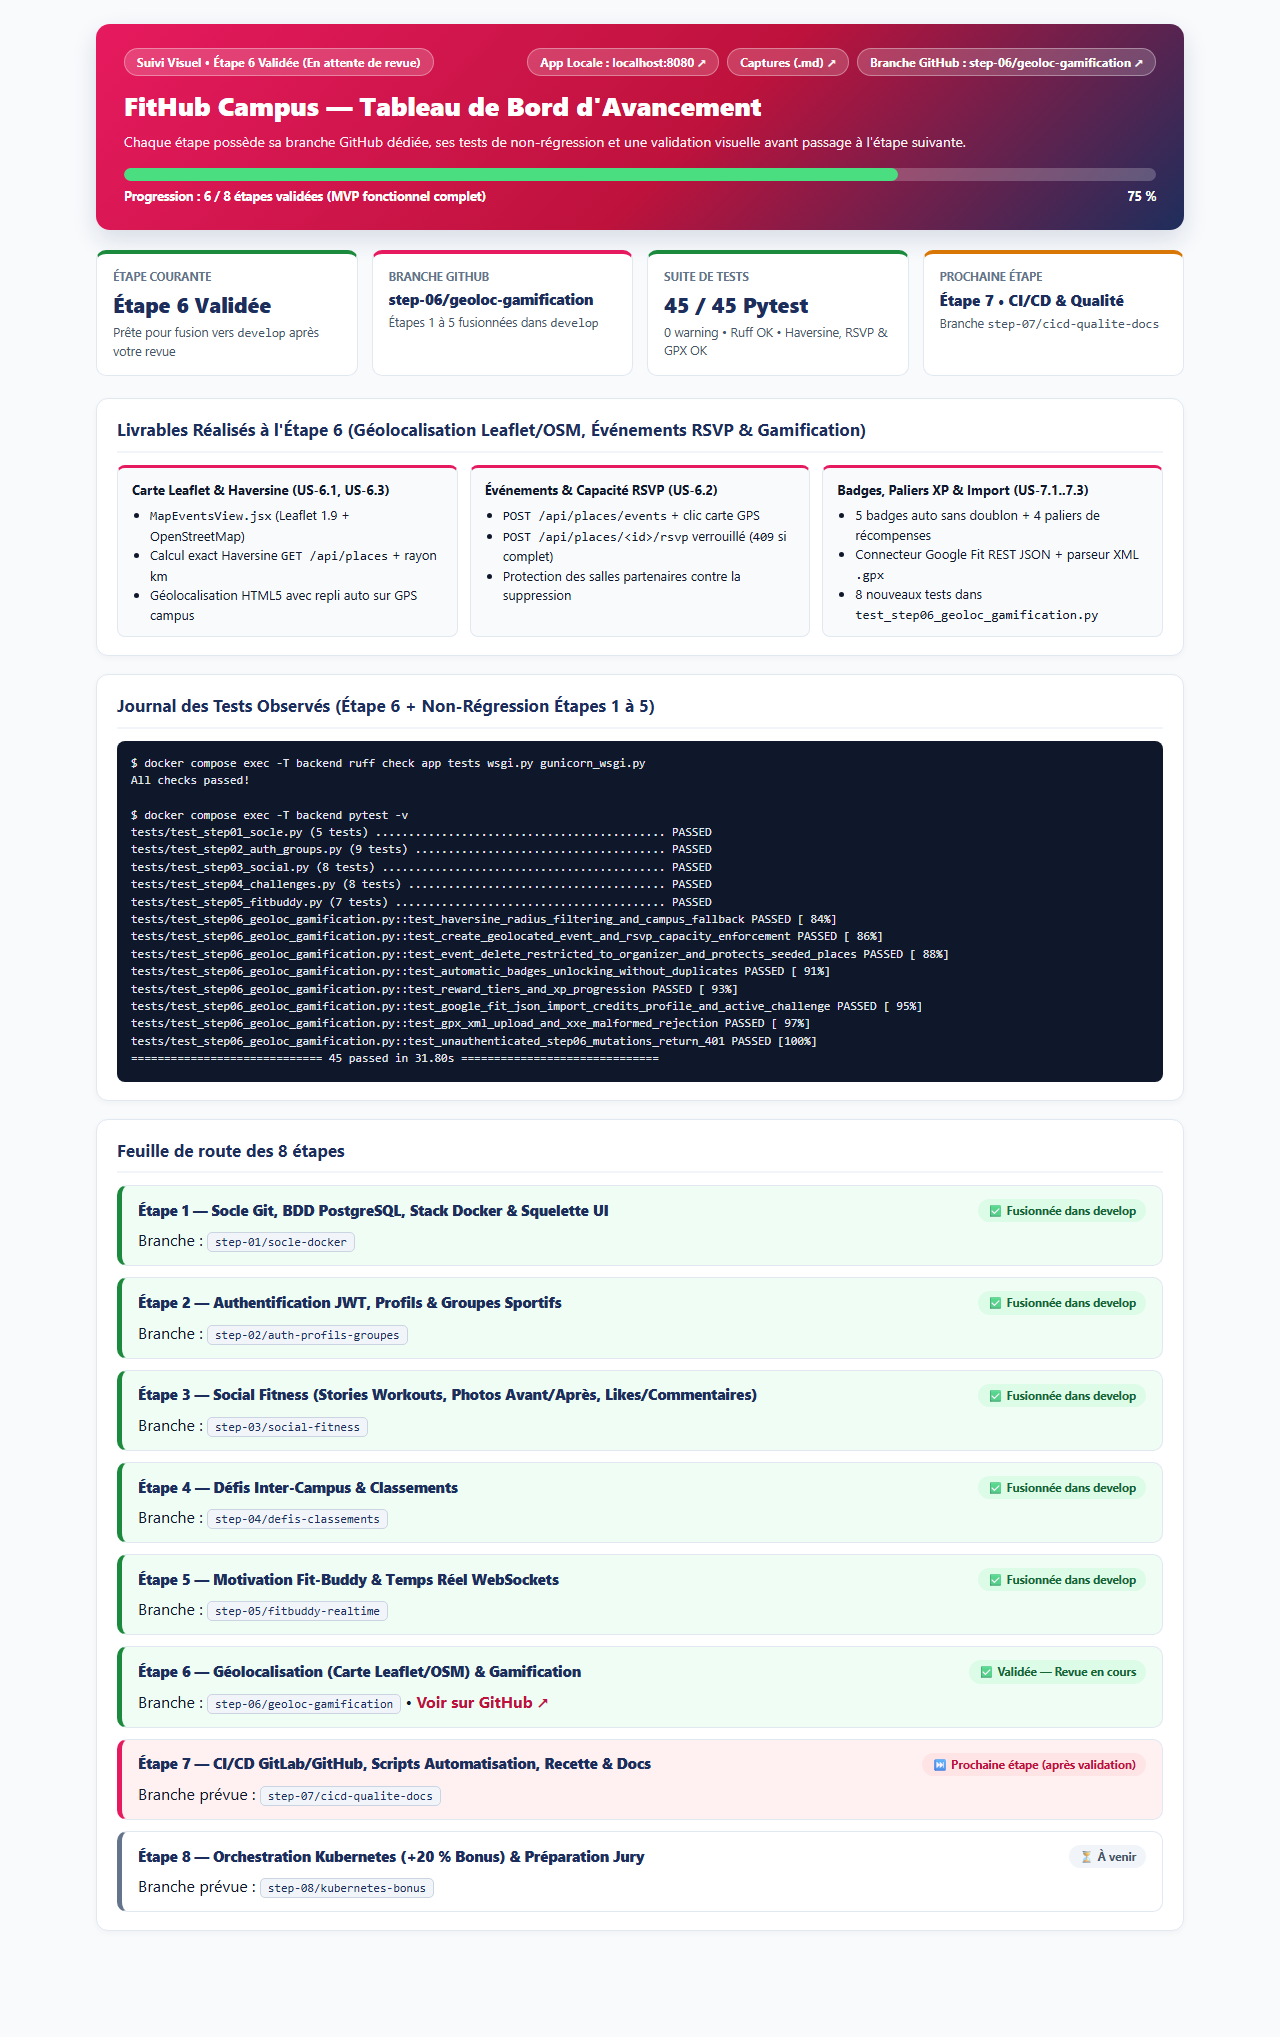 Suivi Visuel • Étape 6 Validée (En attente de revue)
App Locale : localhost:8080 ↗
Captures (.md) ↗
Branche GitHub : step-06/geoloc-gamification ↗
FitHub Campus — Tableau de Bord d'Avancement
Chaque étape possède sa branche GitHub dédiée, ses tests de non-régression et une validation visuelle avant passage à l'étape suivante.
Progression : 6 / 8 étapes validées (MVP fonctionnel complet)
75 %
ÉTAPE COURANTE
Étape 6 Validée
Prête pour fusion vers develop après
votre revue
BRANCHE GITHUB
step-06/geoloc-gamification
Étapes 1 à 5 fusionnées dans develop
SUITE DE TESTS
45 / 45 Pytest
0 warning • Ruff OK • Haversine, RSVP &
GPX OK
PROCHAINE ÉTAPE
Étape 7 • CI/CD & Qualité
Branche step-07/cicd-qualite-docs
Livrables Réalisés à l'Étape 6 (Géolocalisation Leaflet/OSM, Événements RSVP & Gamification)
Carte Leaflet & Haversine (US-6.1, US-6.3)
• MapEventsView.jsx (Leaflet 1.9 +
OpenStreetMap)
• Calcul exact Haversine GET /api/places + rayon
km
• Géolocalisation HTML5 avec repli auto sur GPS
campus
Événements & Capacité RSVP (US-6.2)
• POST /api/places/events + clic carte GPS
• POST /api/places/<id>/rsvp verrouillé (409 si
complet)
• Protection des salles partenaires contre la
suppression
Badges, Paliers XP & Import (US-7.1..7.3)
• 5 badges auto sans doublon + 4 paliers de
récompenses
• Connecteur Google Fit REST JSON + parseur XML
.gpx
• 8 nouveaux tests dans
test_step06_geoloc_gamification.py
Journal des Tests Observés (Étape 6 + Non-Régression Étapes 1 à 5)
$ docker compose exec -T backend ruff check app tests wsgi.py gunicorn_wsgi.py
All checks passed!
$ docker compose exec -T backend pytest -v
tests/test_step01_socle.py (5 tests) ............................................ PASSED
tests/test_step02_auth_groups.py (9 tests) ...................................... PASSED
tests/test_step03_social.py (8 tests) ........................................... PASSED
tests/test_step04_challenges.py (8 tests) ....................................... PASSED
tests/test_step05_fitbuddy.py (7 tests) ......................................... PASSED
tests/test_step06_geoloc_gamification.py::test_haversine_radius_filtering_and_campus_fallback PASSED [ 84%]
tests/test_step06_geoloc_gamification.py::test_create_geolocated_event_and_rsvp_capacity_enforcement PASSED [ 86%]
tests/test_step06_geoloc_gamification.py::test_event_delete_restricted_to_organizer_and_protects_seeded_places PASSED [ 88%]
tests/test_step06_geoloc_gamification.py::test_automatic_badges_unlocking_without_duplicates PASSED [ 91%]
tests/test_step06_geoloc_gamification.py::test_reward_tiers_and_xp_progression PASSED [ 93%]
tests/test_step06_geoloc_gamification.py::test_google_fit_json_import_credits_profile_and_active_challenge PASSED [ 95%]
tests/test_step06_geoloc_gamification.py::test_gpx_xml_upload_and_xxe_malformed_rejection PASSED [ 97%]
tests/test_step06_geoloc_gamification.py::test_unauthenticated_step06_mutations_return_401 PASSED [100%]
============================= 45 passed in 31.80s ==============================
Feuille de route des 8 étapes
Étape 1 — Socle Git, BDD PostgreSQL, Stack Docker & Squelette UI
✅ Fusionnée dans develop
Branche : step-01/socle-docker
Étape 2 — Authentification JWT, Profils & Groupes Sportifs
✅ Fusionnée dans develop
Branche : step-02/auth-profils-groupes
Étape 3 — Social Fitness (Stories Workouts, Photos Avant/Après, Likes/Commentaires)
✅ Fusionnée dans develop
Branche : step-03/social-fitness
Étape 4 — Défis Inter-Campus & Classements
✅ Fusionnée dans develop
Branche : step-04/defis-classements
Étape 5 — Motivation Fit-Buddy & Temps Réel WebSockets
✅ Fusionnée dans develop
Branche : step-05/fitbuddy-realtime
Étape 6 — Géolocalisation (Carte Leaflet/OSM) & Gamification
✅ Validée — Revue en cours
Branche : step-06/geoloc-gamification • Voir sur GitHub ↗
Étape 7 — CI/CD GitLab/GitHub, Scripts Automatisation, Recette & Docs
⏭️ Prochaine étape (après validation)
Branche prévue : step-07/cicd-qualite-docs
Étape 8 — Orchestration Kubernetes (+20 % Bonus) & Préparation Jury
⏳ À venir
Branche prévue : step-08/kubernetes-bonus